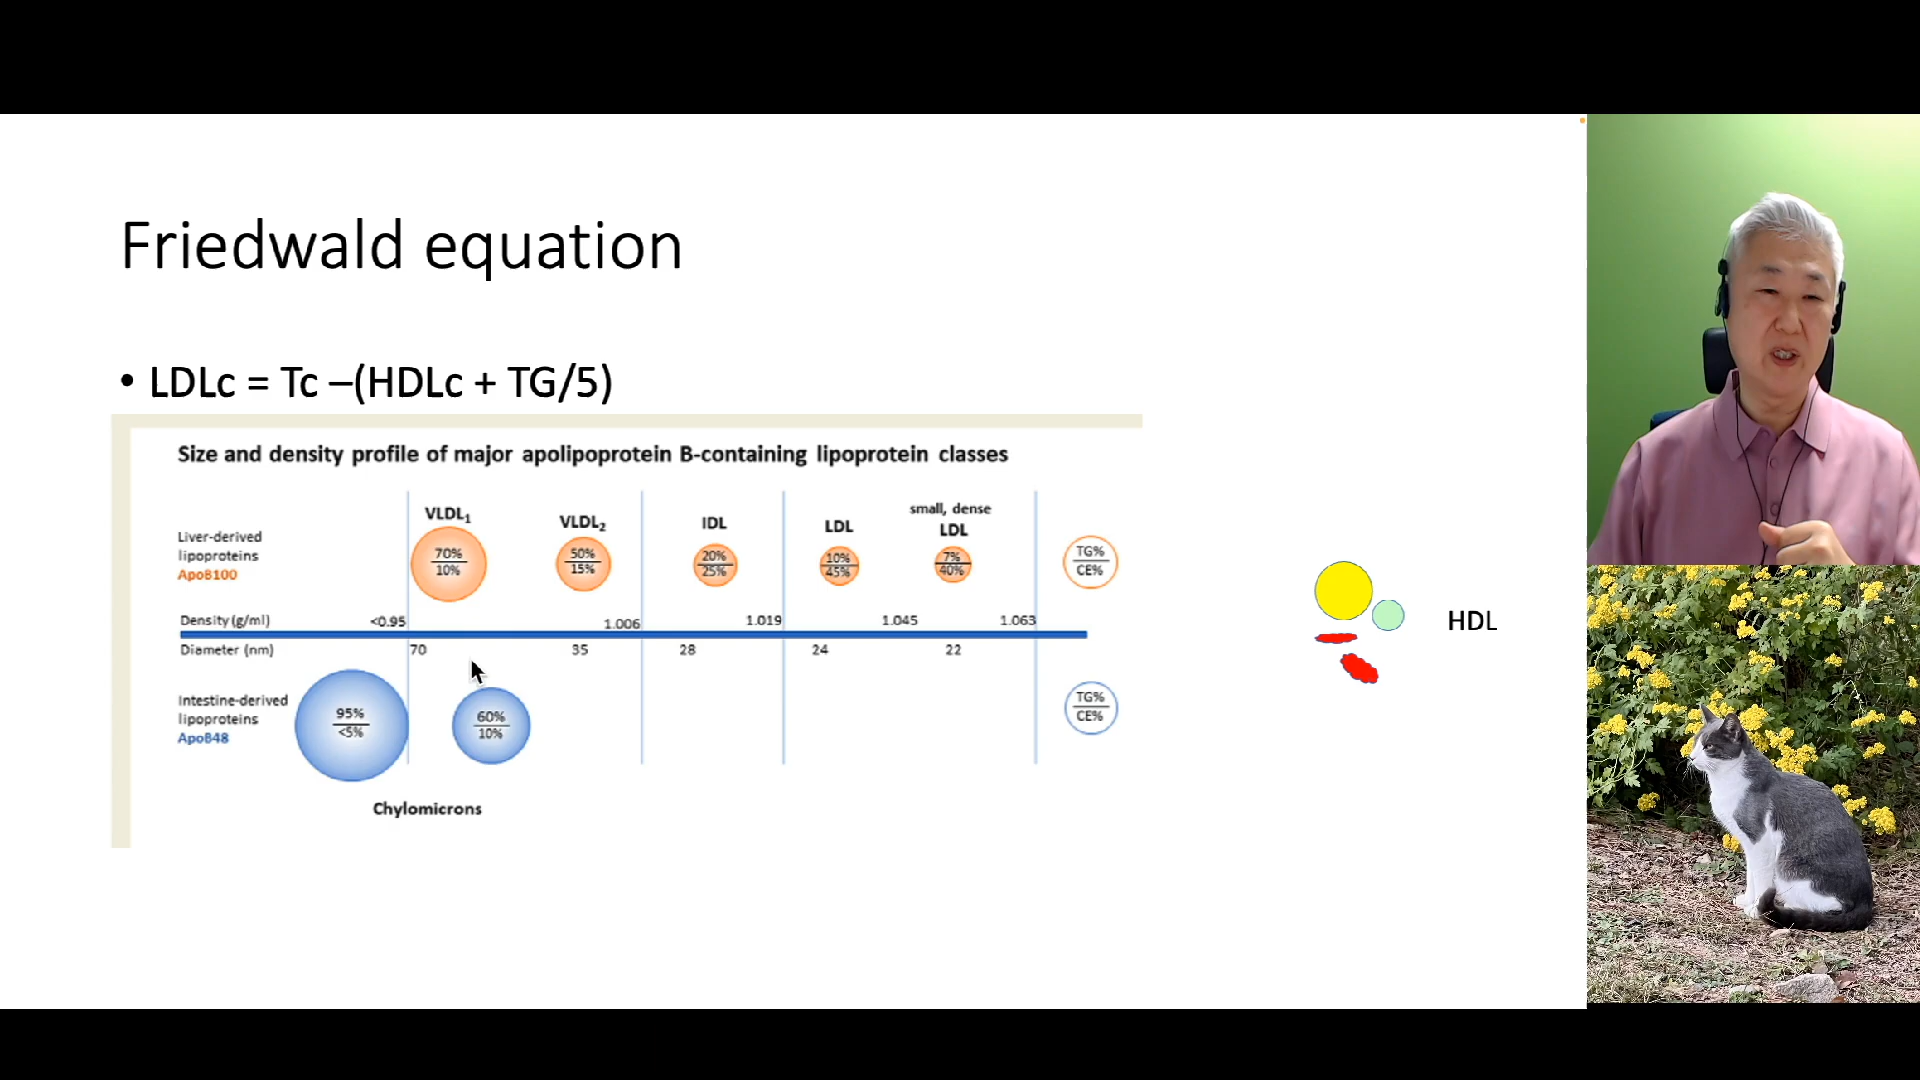 Friedwald equation
• LDLc = Tc –(HDLc + TG/5)
Size and density profile of major apolipoprotein B-containing lipoprotein classes
VLDL₁
VLDL₂
IDL
LDL
small, dense
LDL
Liver-derived
lipoproteins
ApoB100
70%
10%
50%
15%
20%
25%
10%
45%
7%
40%
TG%
CE%
Density (g/ml) <0.95 1.006 1.019 1.045 1.063
Diameter (nm) 70 35 28 24 22
Intestine-derived
lipoproteins
ApoB48
95%
<5%
60%
10%
TG%
CE%
Chylomicrons
HDL